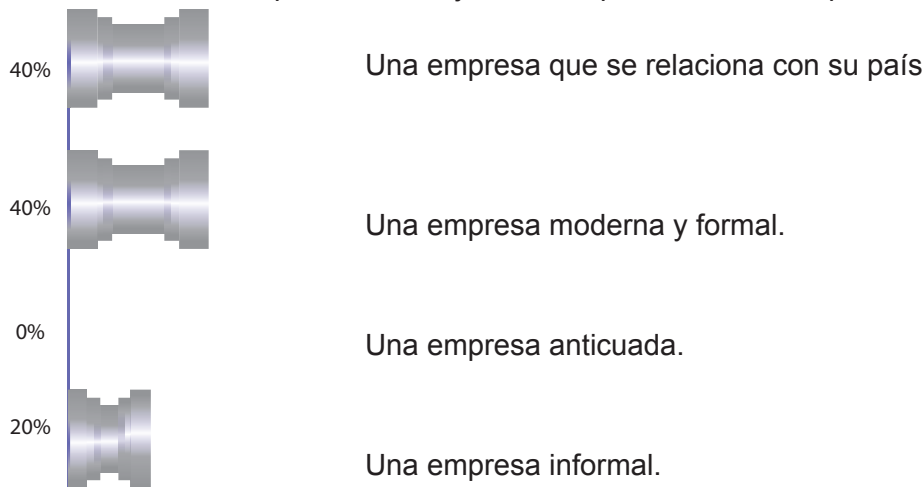 40% Una empresa que se relaciona con su país
40% Una empresa moderna y formal.
0% Una empresa anticuada.
20% Una empresa informal.